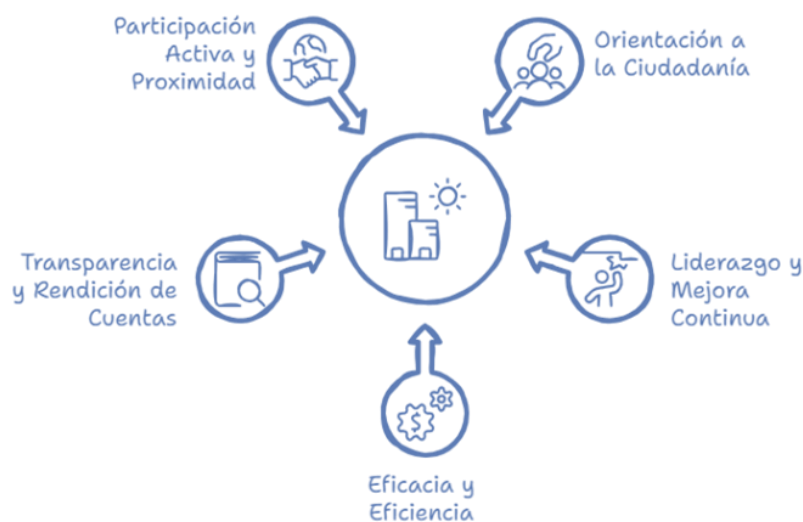 Participación
Activa y
Proximidad
Orientación a
la Ciudadanía
Transparencia
y Rendición de
Cuentas
Liderazgo y
Mejora
Continua
$
Eficacia y
Eficiencia